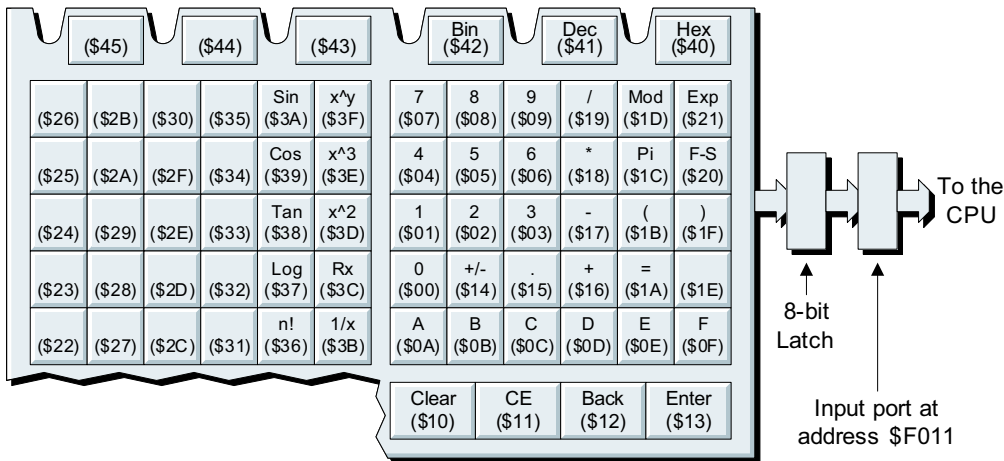 Bin Dec Hex
($45) ($44) ($43) ($42) ($41) ($40)
Sin x^y 7 8 9 / Mod Exp
($26) ($2B) ($30) ($35) ($3A) ($3F) ($07) ($08) ($09) ($19) ($1D) ($21)
Cos x^3 4 5 6 * Pi F-S
($25) ($2A) ($2F) ($34) ($39) ($3E) ($04) ($05) ($06) ($18) ($1C) ($20)
Tan x^2 1 2 3 - ( )
($24) ($29) ($2E) ($33) ($38) ($3D) ($01) ($02) ($03) ($17) ($1B) ($1F)
Log Rx 0 +/- . + =
($23) ($28) ($2D) ($32) ($37) ($3C) ($00) ($14) ($15) ($16) ($1A) ($1E)
n! 1/x A B C D E F
($22) ($27) ($2C) ($31) ($36) ($3B) ($0A) ($0B) ($0C) ($0D) ($0E) ($0F)
Clear CE Back Enter
($10) ($11) ($12) ($13)
To the
CPU
8-bit
Latch
Input port at
address $F011